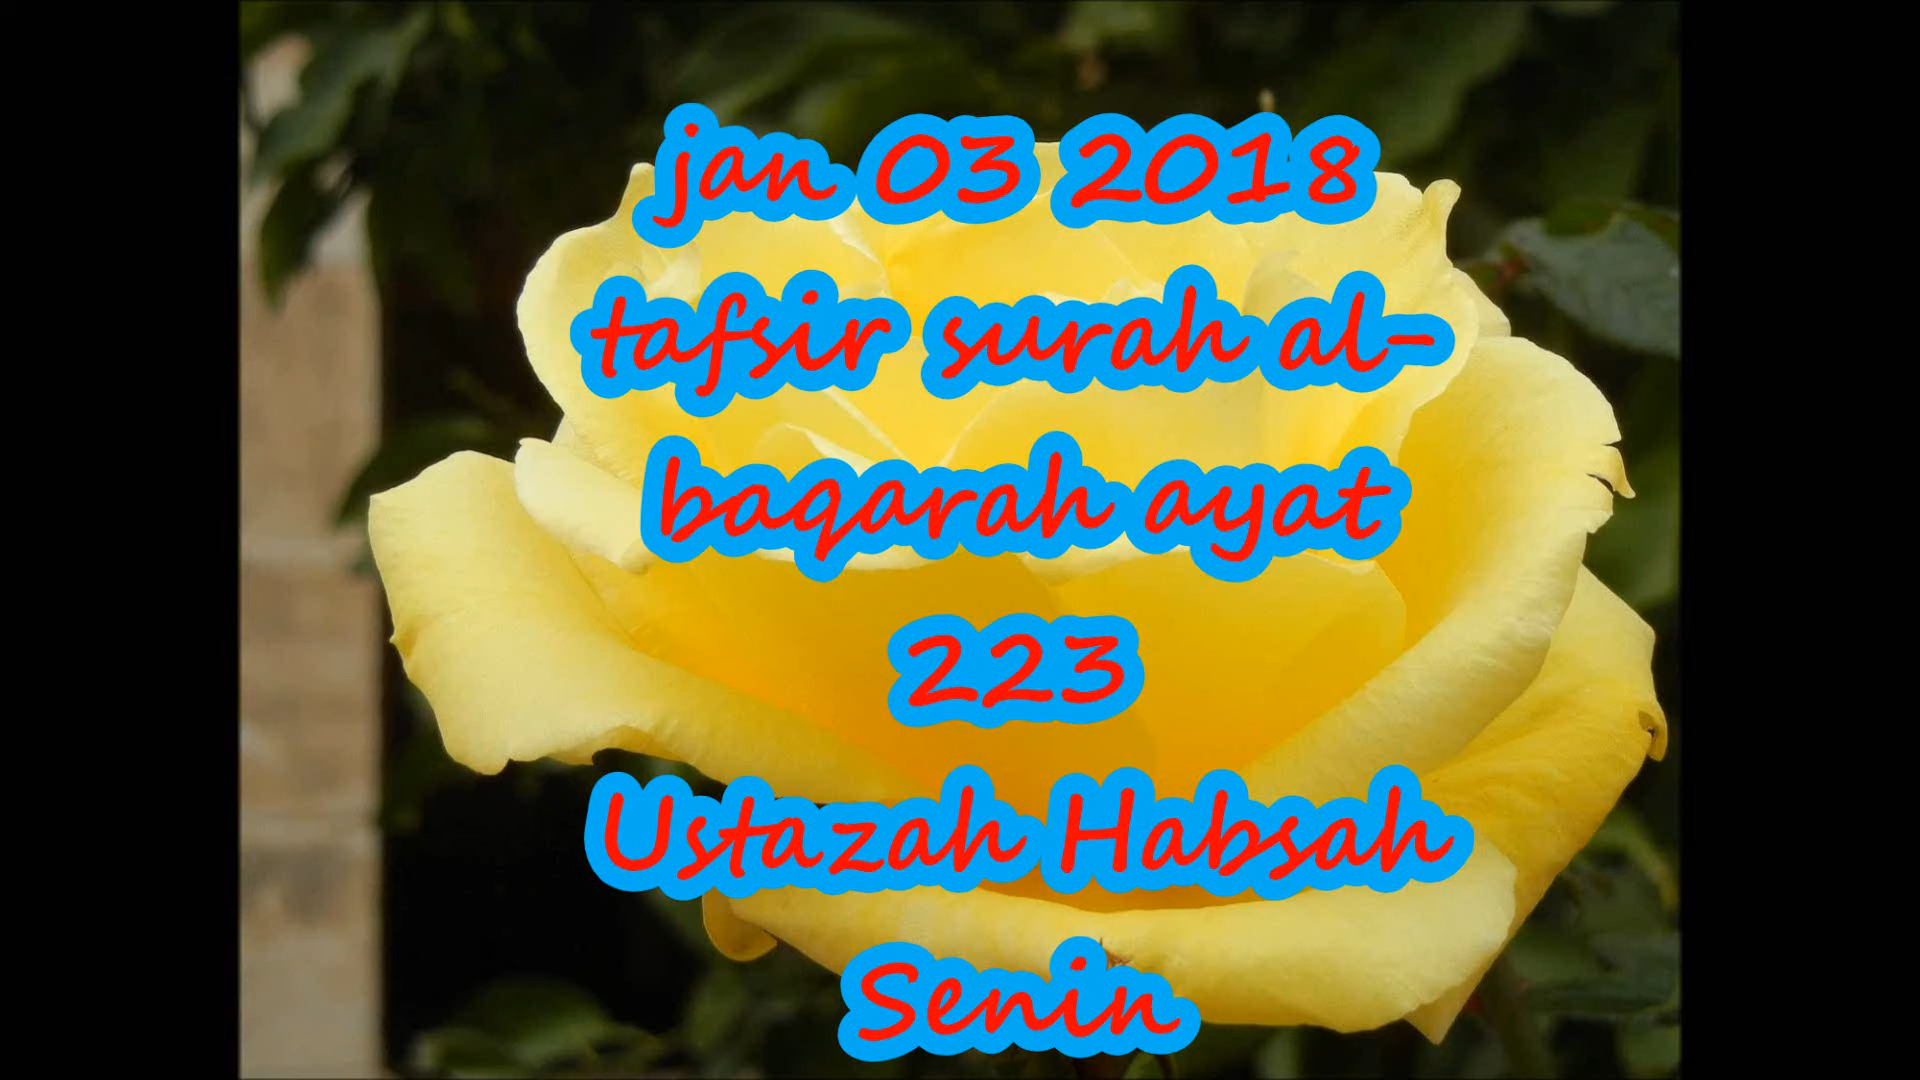 jan 03 2018
tafsir surah al-
baqarah ayat
223
Ustazah Habsah
Senin